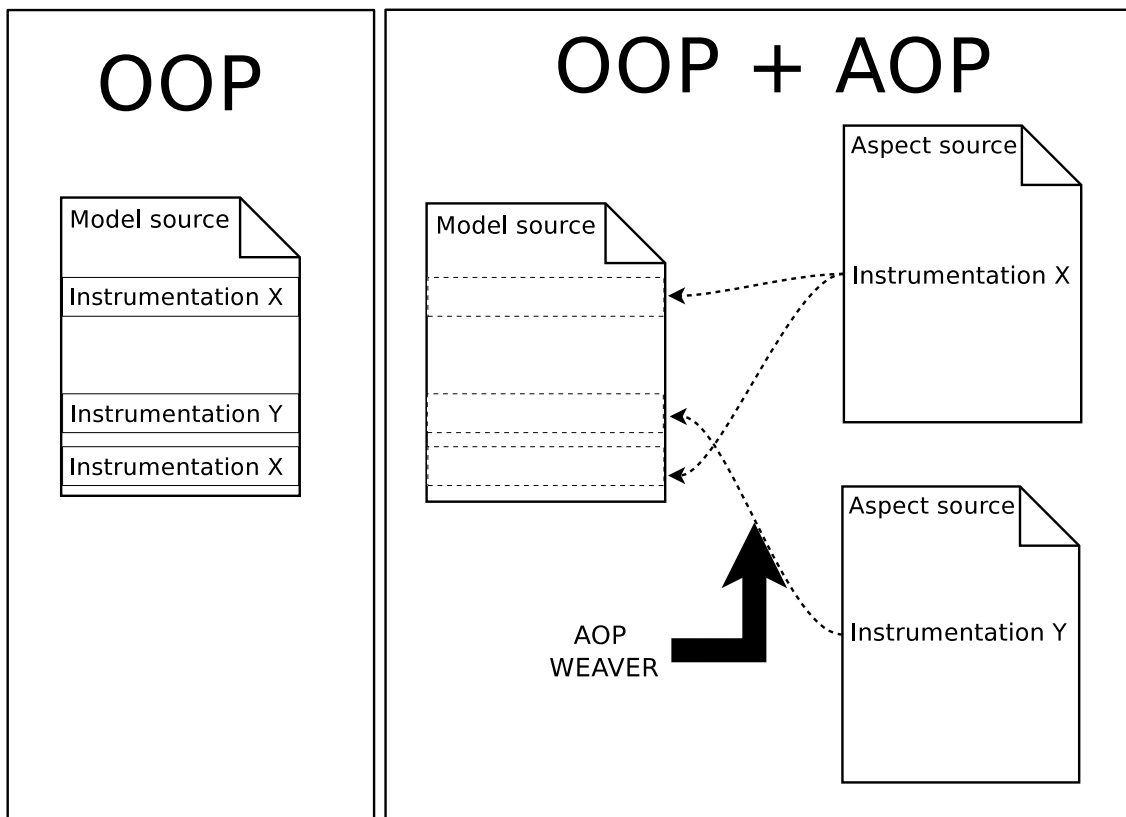 OOP
Model source
Instrumentation X
Instrumentation Y
Instrumentation X
OOP + AOP
Model source
Aspect source
Instrumentation X
Aspect source
Instrumentation Y
AOP
WEAVER